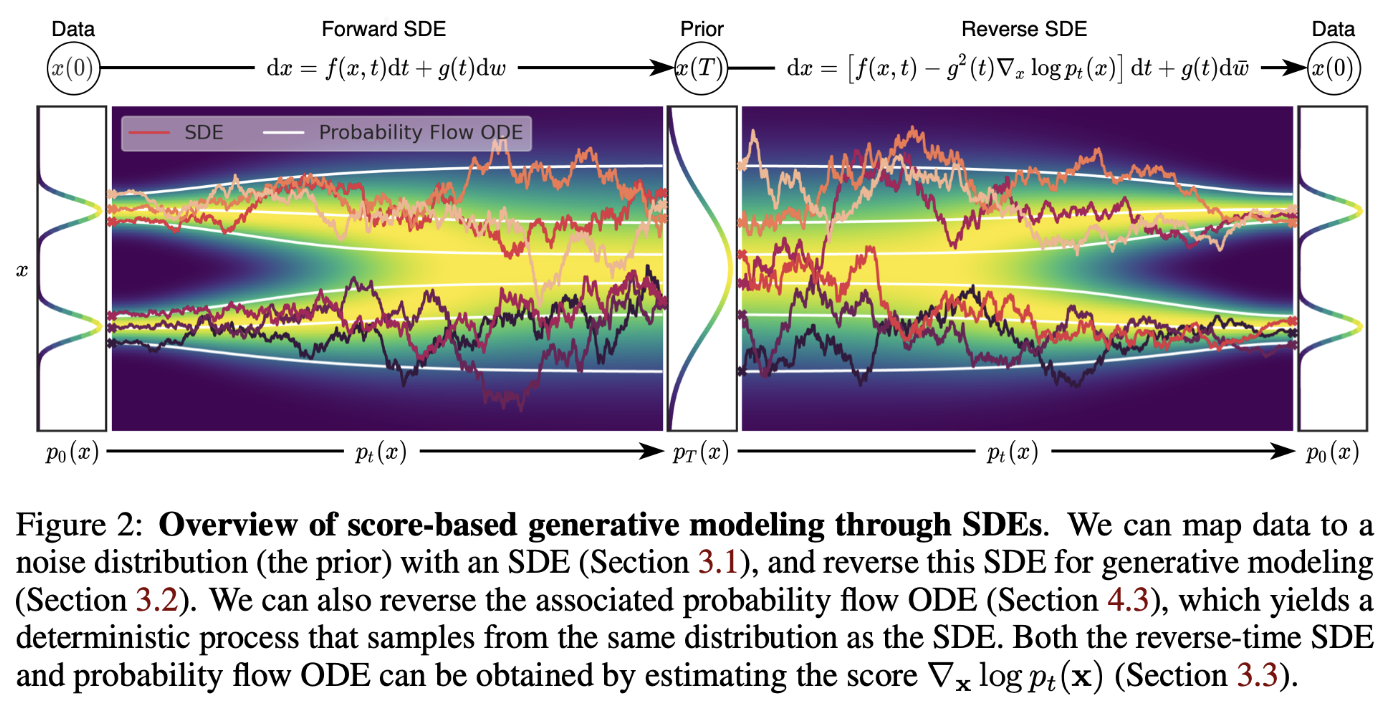 Data Forward SDE Prior Reverse SDE Data
x(0) dx = f(x, t)dt + g(t)dw x(T) dx = [f(x, t) − g²(t)∇ₓ log pₜ(x)] dt + g(t)dw̄ x(0)
SDE Probability Flow ODE
x
p₀(x) pₜ(x) p_T(x) pₜ(x) p₀(x)
Figure 2: Overview of score-based generative modeling through SDEs. We can map data to a
noise distribution (the prior) with an SDE (Section 3.1), and reverse this SDE for generative modeling
(Section 3.2). We can also reverse the associated probability flow ODE (Section 4.3), which yields a
deterministic process that samples from the same distribution as the SDE. Both the reverse-time SDE
and probability flow ODE can be obtained by estimating the score ∇ₓ log pₜ(x) (Section 3.3).